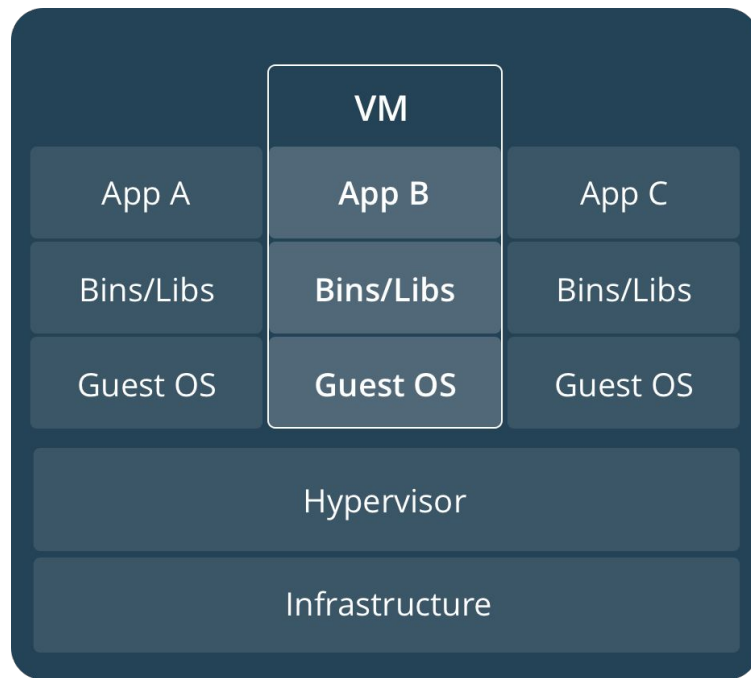 VM
App A App B App C
Bins/Libs Bins/Libs Bins/Libs
Guest OS Guest OS Guest OS
Hypervisor
Infrastructure